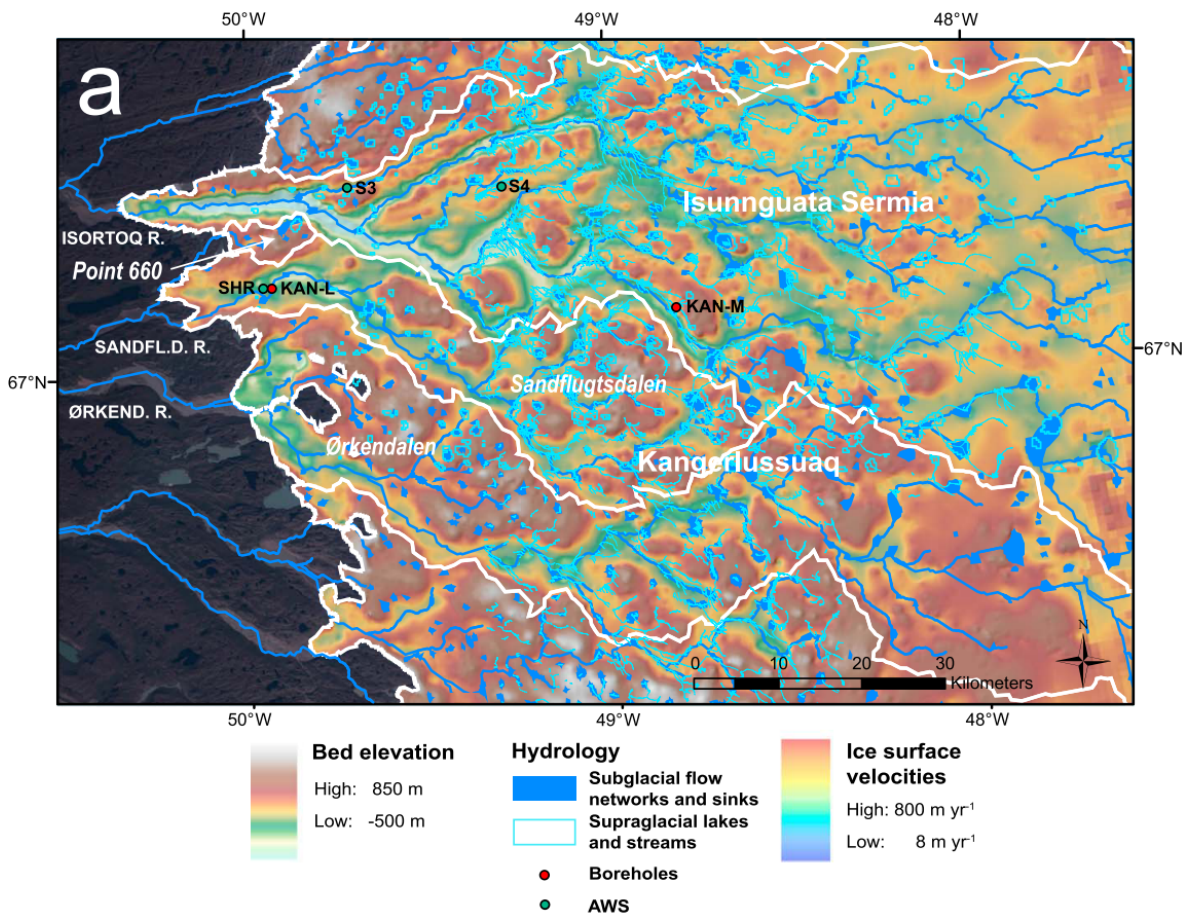 50°W
49°W
48°W
a
S3
S4
Isunnguata Sermia
ISORTOQ R.
Point 660
SHR
KAN-L
KAN-M
SANDFL.D. R.
67°N
67°N
Sandflugtsdalen
ØRKEND. R.
Ørkendalen
Kangerlussuaq
N
0
10
20
30
Kilometers
50°W
49°W
48°W
Bed elevation
High: 850 m
Low: -500 m
Hydrology
Subglacial flow
networks and sinks
Supraglacial lakes
and streams
Boreholes
AWS
Ice surface
velocities
High: 800 m yr⁻¹
Low: 8 m yr⁻¹